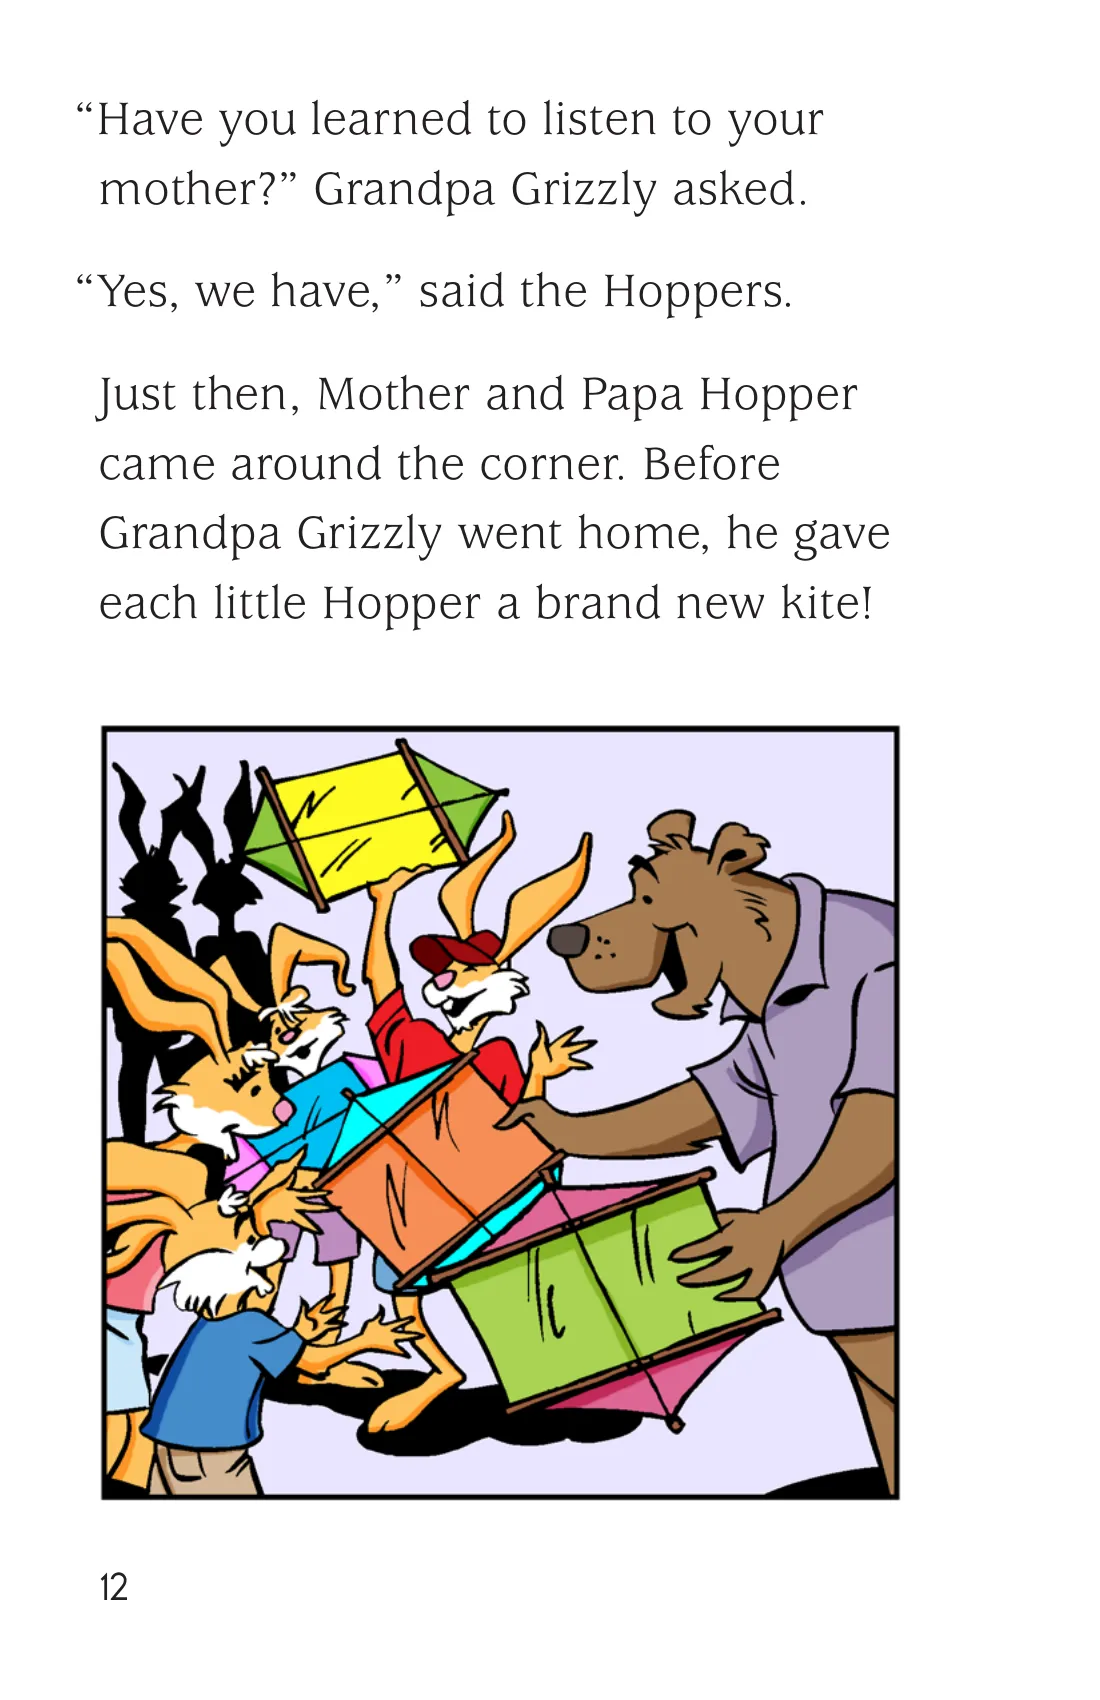 “Have you learned to listen to your
mother?” Grandpa Grizzly asked.
“Yes, we have,” said the Hoppers.
Just then, Mother and Papa Hopper
came around the corner. Before
Grandpa Grizzly went home, he gave
each little Hopper a brand new kite!
12